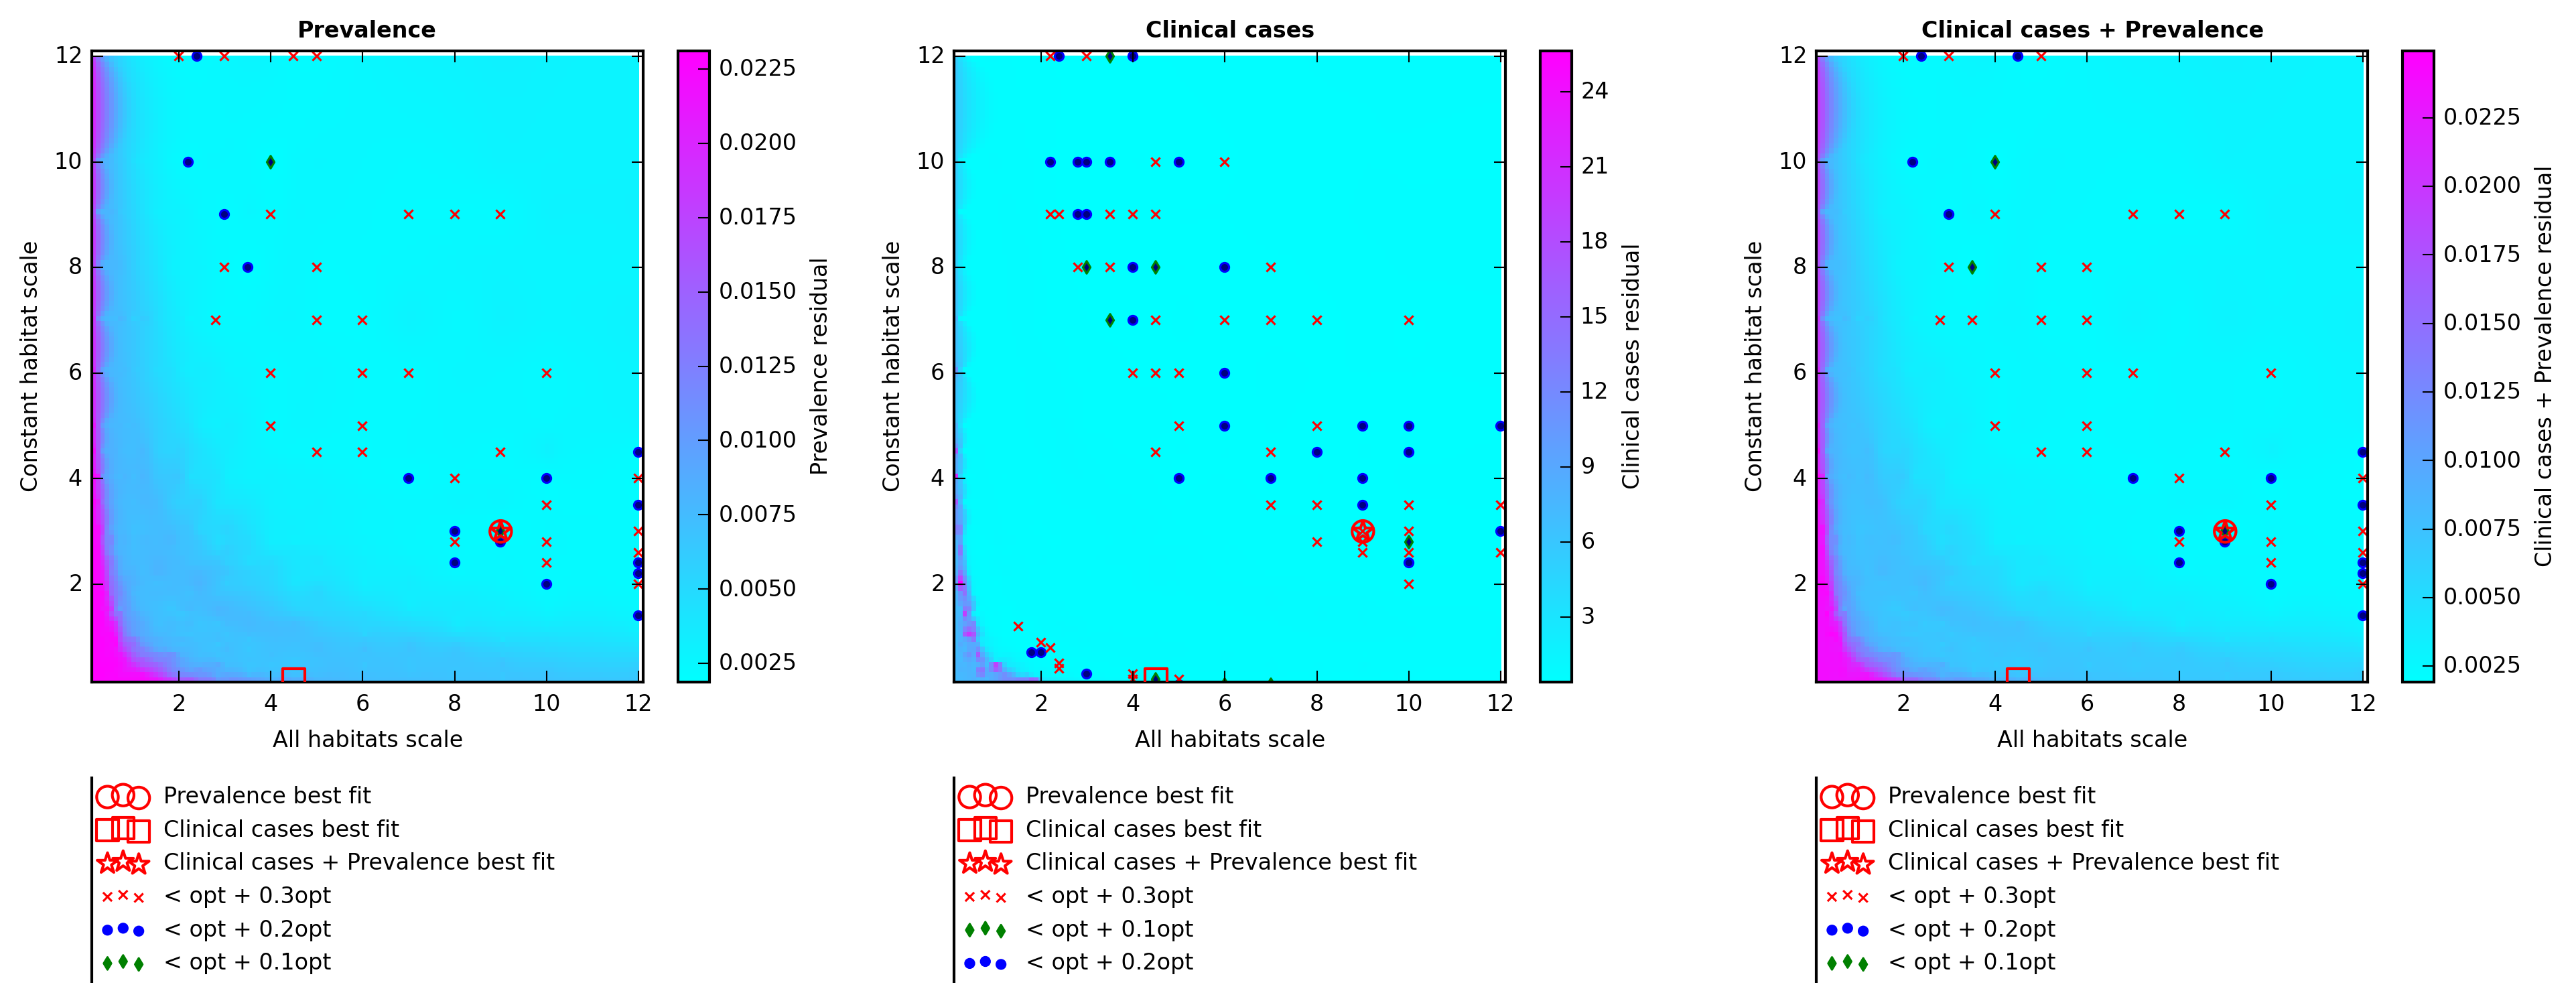 Prevalence
12
10
8
6
4
2
2 4 6 8 10 12
Constant habitat scale
All habitats scale
0.0225
0.0200
0.0175
0.0150
0.0125
0.0100
0.0075
0.0050
0.0025
Prevalence residual
Prevalence best fit
Clinical cases best fit
Clinical cases + Prevalence best fit
< opt + 0.3opt
< opt + 0.2opt
< opt + 0.1opt
Clinical cases
12
10
8
6
4
2
2 4 6 8 10 12
Constant habitat scale
All habitats scale
24
21
18
15
12
9
6
3
Clinical cases residual
Prevalence best fit
Clinical cases best fit
Clinical cases + Prevalence best fit
< opt + 0.3opt
< opt + 0.1opt
< opt + 0.2opt
Clinical cases + Prevalence
12
10
8
6
4
2
2 4 6 8 10 12
Constant habitat scale
All habitats scale
0.0225
0.0200
0.0175
0.0150
0.0125
0.0100
0.0075
0.0050
0.0025
Clinical cases + Prevalence residual
Prevalence best fit
Clinical cases best fit
Clinical cases + Prevalence best fit
< opt + 0.3opt
< opt + 0.2opt
< opt + 0.1opt